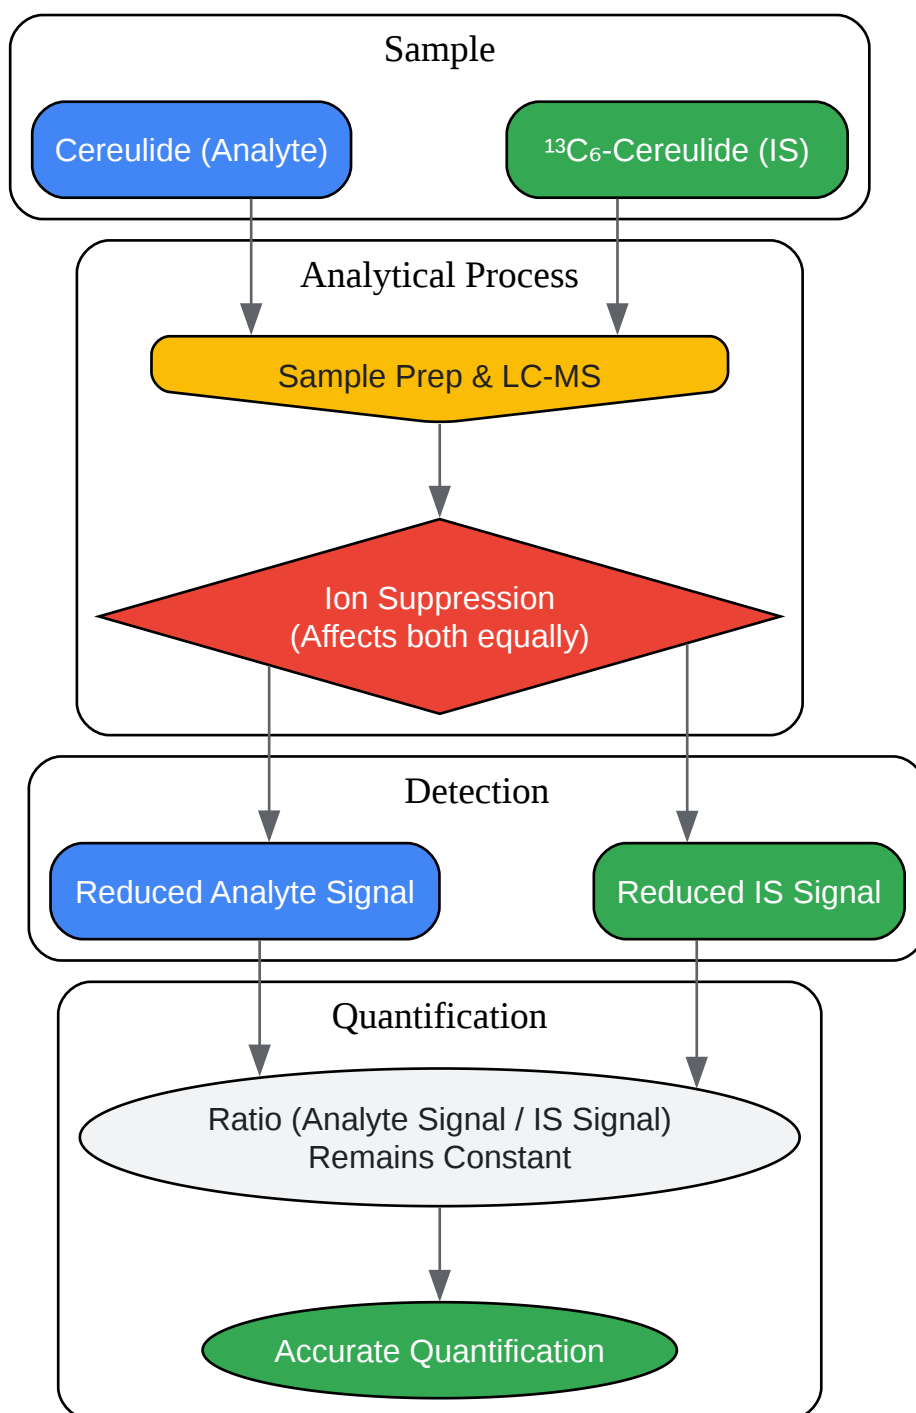 Sample
Cereulide (Analyte)
¹³C₆-Cereulide (IS)
Analytical Process
Sample Prep & LC-MS
Ion Suppression
(Affects both equally)
Detection
Reduced Analyte Signal
Reduced IS Signal
Quantification
Ratio (Analyte Signal / IS Signal)
Remains Constant
Accurate Quantification